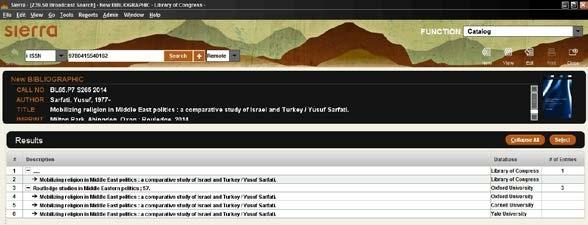 Sierra - [Z39.50 Broadcast Search] - New BIBLIOGRAPHIC - Library of Congress -
File Edit View Go Tools Reports Admin Window Help
sierra
FUNCTION Catalog
i ISSN 9780415540162 Search + Remote
New View Edit Print Close
New BIBLIOGRAPHIC
CALL NO BL65.P7 S265 2014
AUTHOR Sarfati, Yusuf, 1977-
TITLE Mobilizing religion in Middle East politics : a comparative study of Israel and Turkey / Yusuf Sarfati.
IMPRINT Milton Park, Abingdon, Oxon : Routledge, 2014
Results Collapse All Select
# Description Database # of Entries
1 ---- Library of Congress 1
2 Mobilizing religion in Middle East politics : a comparative study of Israel and Turkey / Yusuf Sarfati. Library of Congress
3 Routledge studies in Middle Eastern politics ; 57. Oxford University 3
4 Mobilizing religion in Middle East politics : a comparative study of Israel and Turkey / Yusuf Sarfati. Oxford University
5 Mobilizing religion in Middle East politics : a comparative study of Israel and Turkey / Yusuf Sarfati. Cornell University
6 Mobilizing religion in Middle East politics : a comparative study of Israel and Turkey / Yusuf Sarfati. Yale University